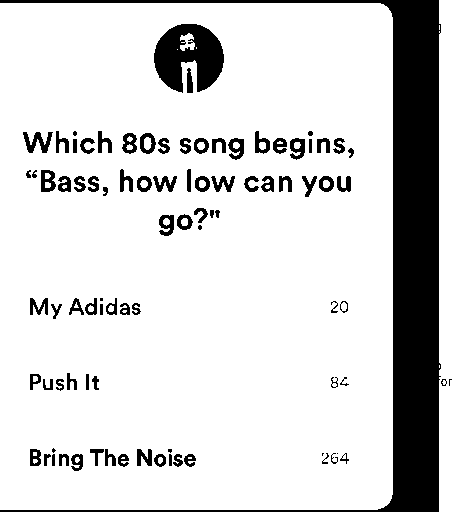 Which 80s song begins,
“Bass, how low can you
go?"
My Adidas 20
Push It 84
Bring The Noise 264
for